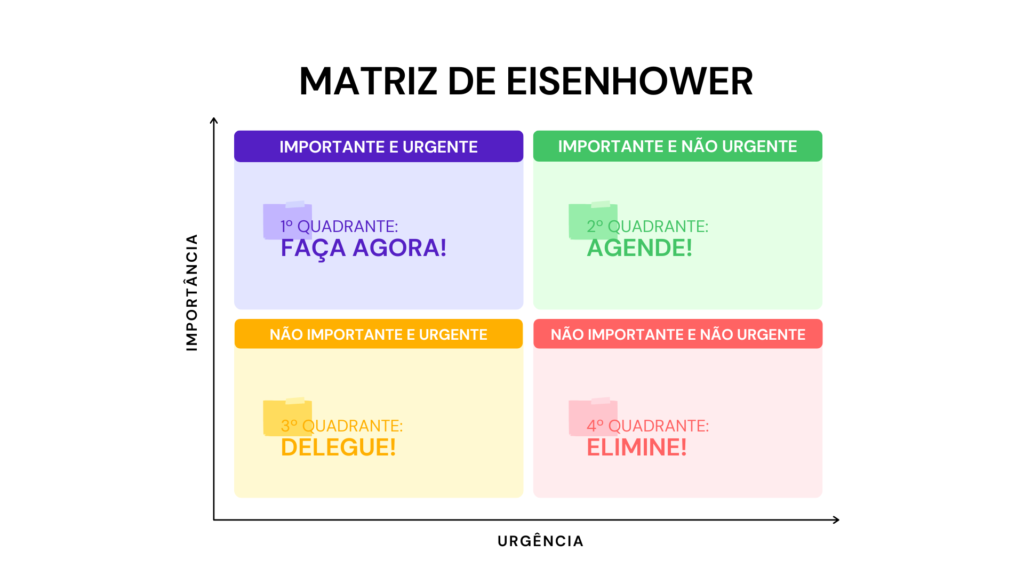 MATRIZ DE EISENHOWER
IMPORTANTE E URGENTE
IMPORTANTE E NÃO URGENTE
1º QUADRANTE:
FAÇA AGORA!
2º QUADRANTE:
AGENDE!
IMPORTÂNCIA
NÃO IMPORTANTE E URGENTE
NÃO IMPORTANTE E NÃO URGENTE
3º QUADRANTE:
DELEGUE!
4º QUADRANTE:
ELIMINE!
URGÊNCIA